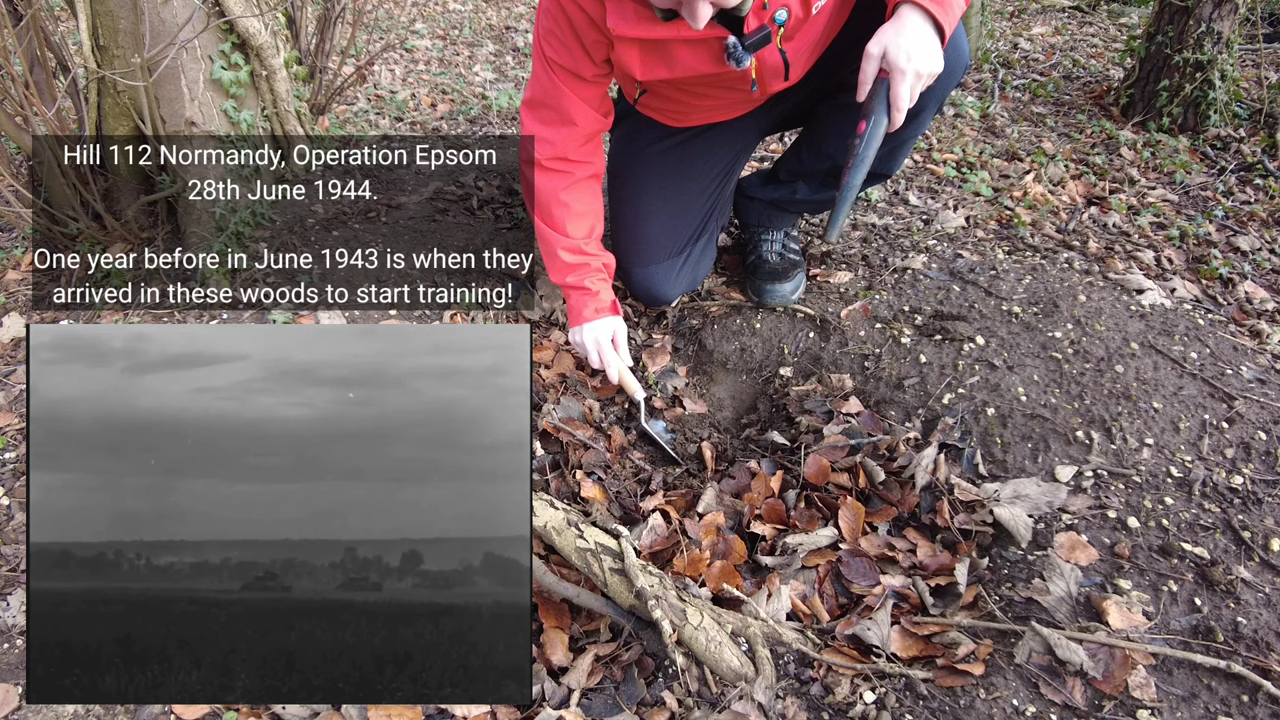 Hill 112 Normandy, Operation Epsom
28th June 1944.
One year before in June 1943 is when they
arrived in these woods to start training!